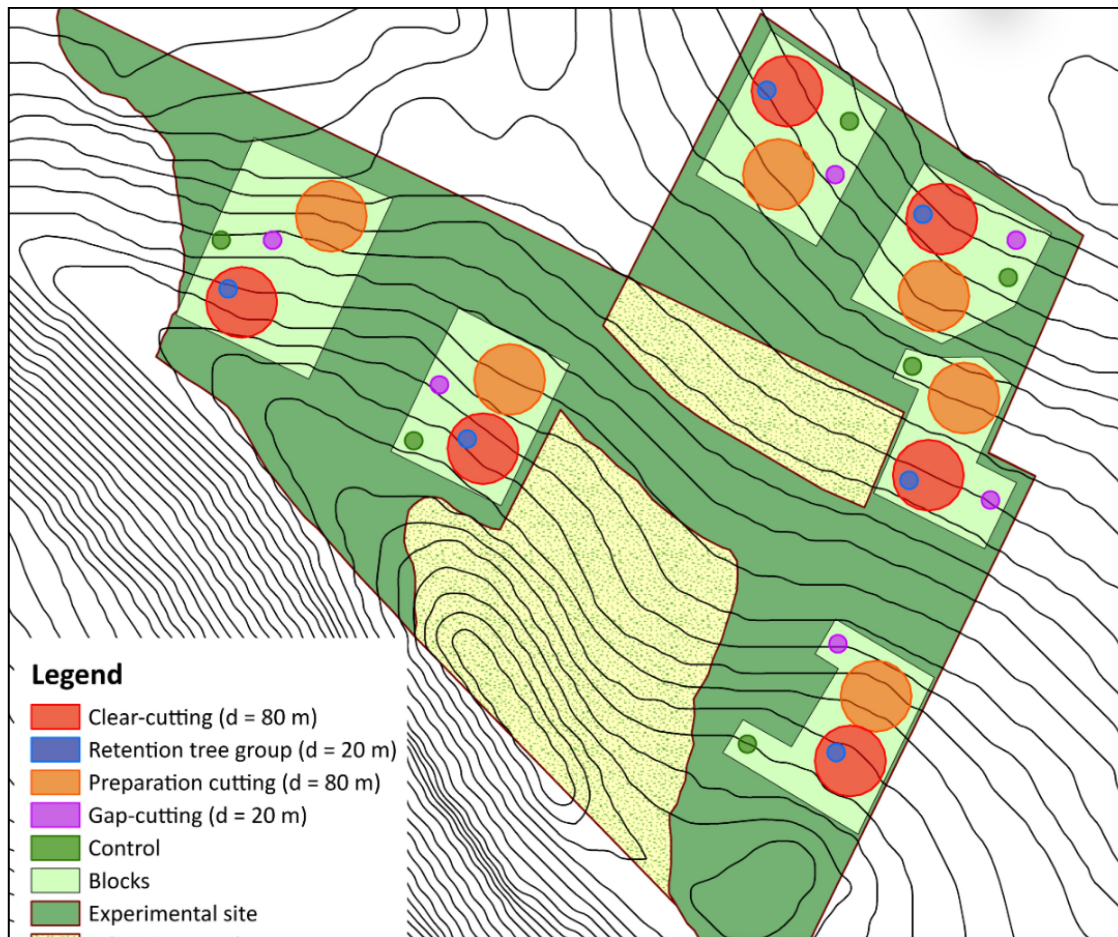 Legend
Clear-cutting (d = 80 m)
Retention tree group (d = 20 m)
Preparation cutting (d = 80 m)
Gap-cutting (d = 20 m)
Control
Blocks
Experimental site